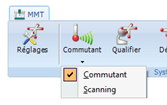 MMT
Réglages
Commutant
Qualifier
Commutant
Scanning